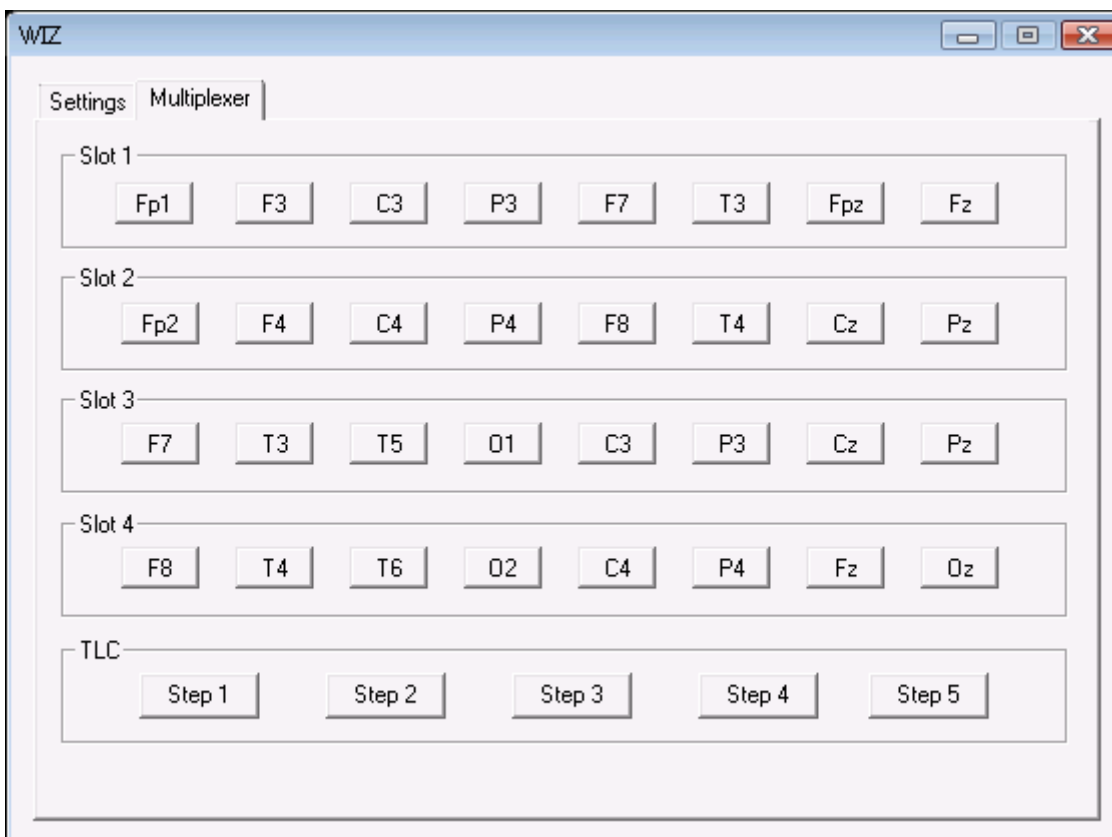 WIZ
Settings Multiplexer
Slot 1
Fp1 F3 C3 P3 F7 T3 Fpz Fz
Slot 2
Fp2 F4 C4 P4 F8 T4 Cz Pz
Slot 3
F7 T3 T5 O1 C3 P3 Cz Pz
Slot 4
F8 T4 T6 O2 C4 P4 Fz Oz
TLC
Step 1 Step 2 Step 3 Step 4 Step 5